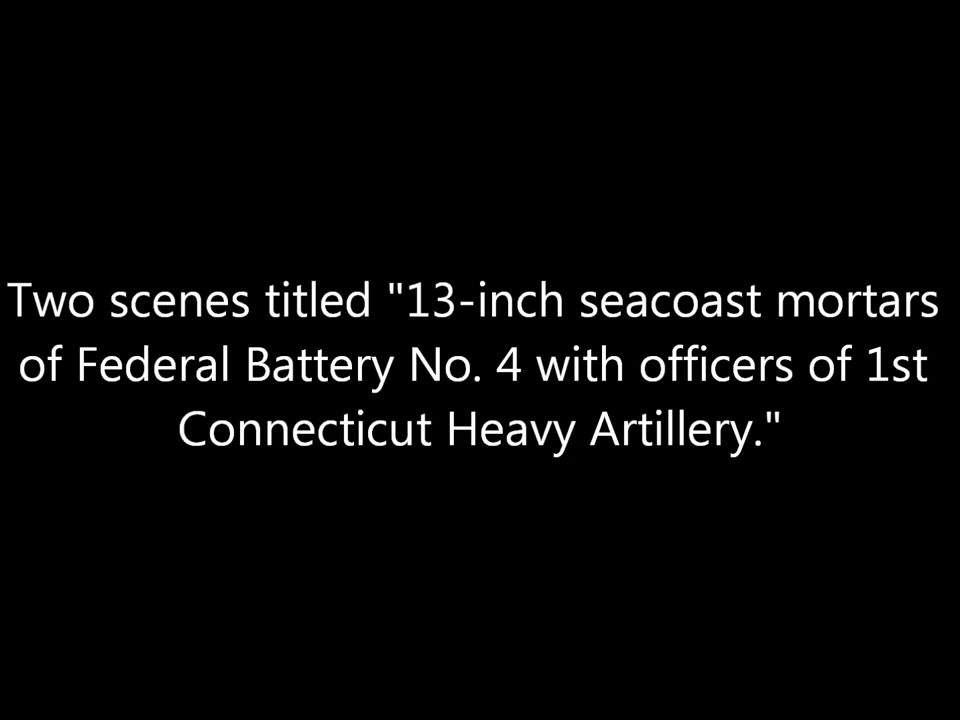 Two scenes titled "13-inch seacoast mortars
of Federal Battery No. 4 with officers of 1st
Connecticut Heavy Artillery."